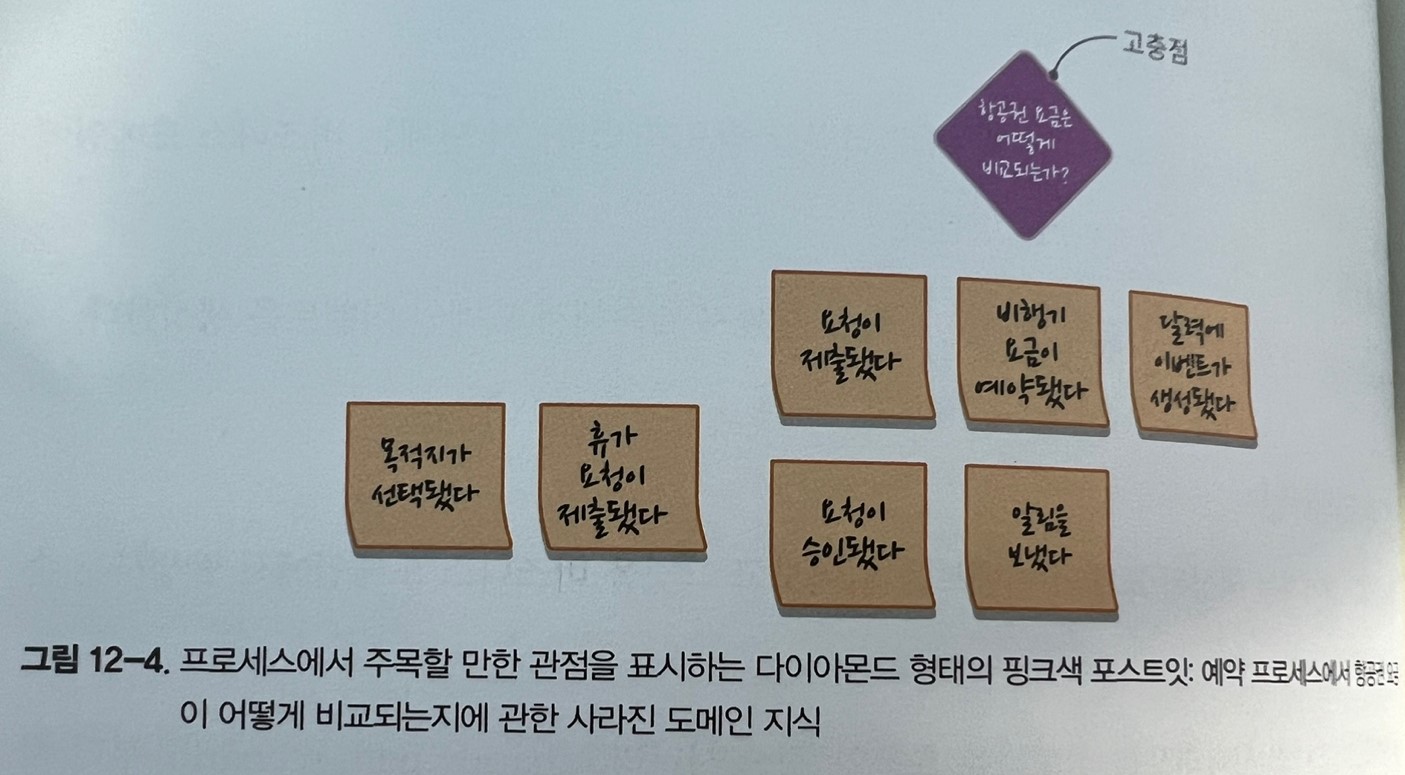 고충점
항공권 요금은
어떻게
비교되는가?
요청이
제출됐다
비행기
요금이
예약됐다
달력에
이벤트가
생성됐다
목적지가
선택됐다
휴가
요청이
제출됐다
요청이
승인됐다
알림을
보냈다
그림 12-4. 프로세스에서 주목할 만한 관점을 표시하는 다이아몬드 형태의 핑크색 포스트잇: 예약 프로세스에서 항공권 요금
이 어떻게 비교되는지에 관한 사라진 도메인 지식